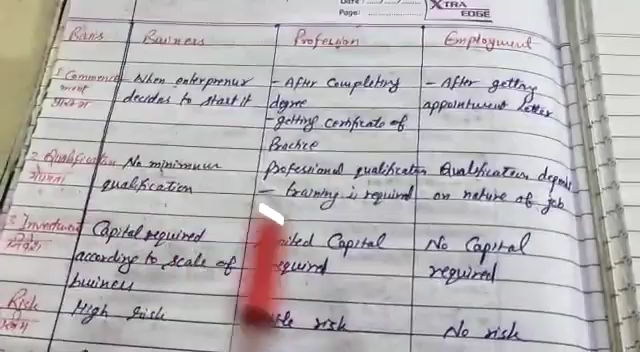 Date : / /
Page:
XTRA
EDGE
Basis Business Profession Employment
1. Commence
ment
When enterprenur
decides to start it
- After Completing
degree
- getting certificate of
Practice
- After getting
appointment letter
2. Qualification
No minimum
qualification
professional qualification
- training is required
Qualification depends
on nature of job
3. Investment
Capital required
according to scale of
business
Capital
required
No Capital
required
Risk
High risk
risk
No risk